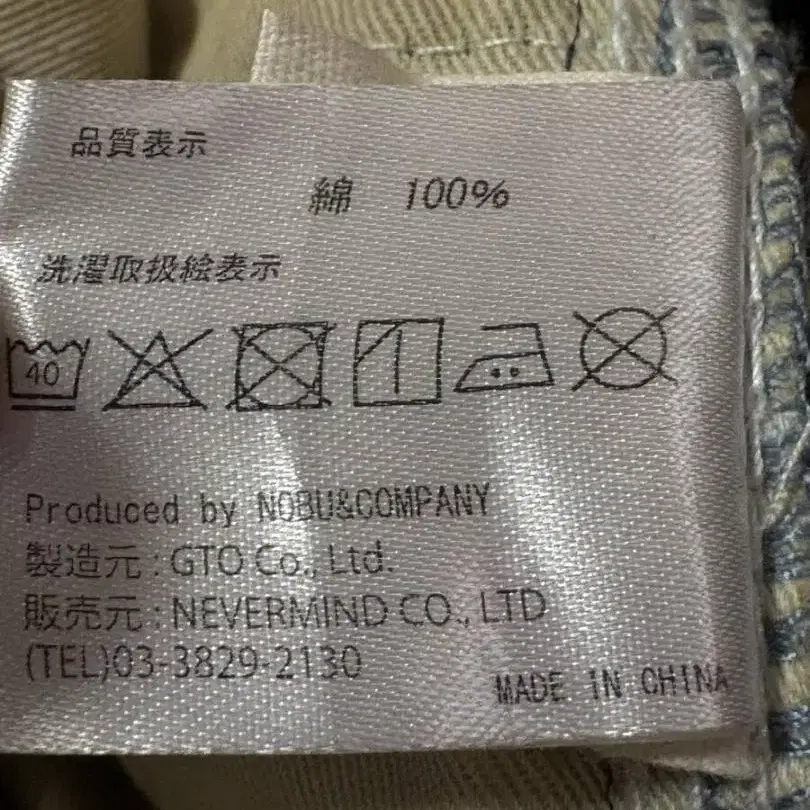 品質表示
綿 100%
洗濯取扱絵表示
40
Produced by NOBU&COMPANY
製造元:GTO Co., Ltd.
販売元:NEVERMIND CO., LTD
(TEL)03-3829-2130
MADE IN CHINA